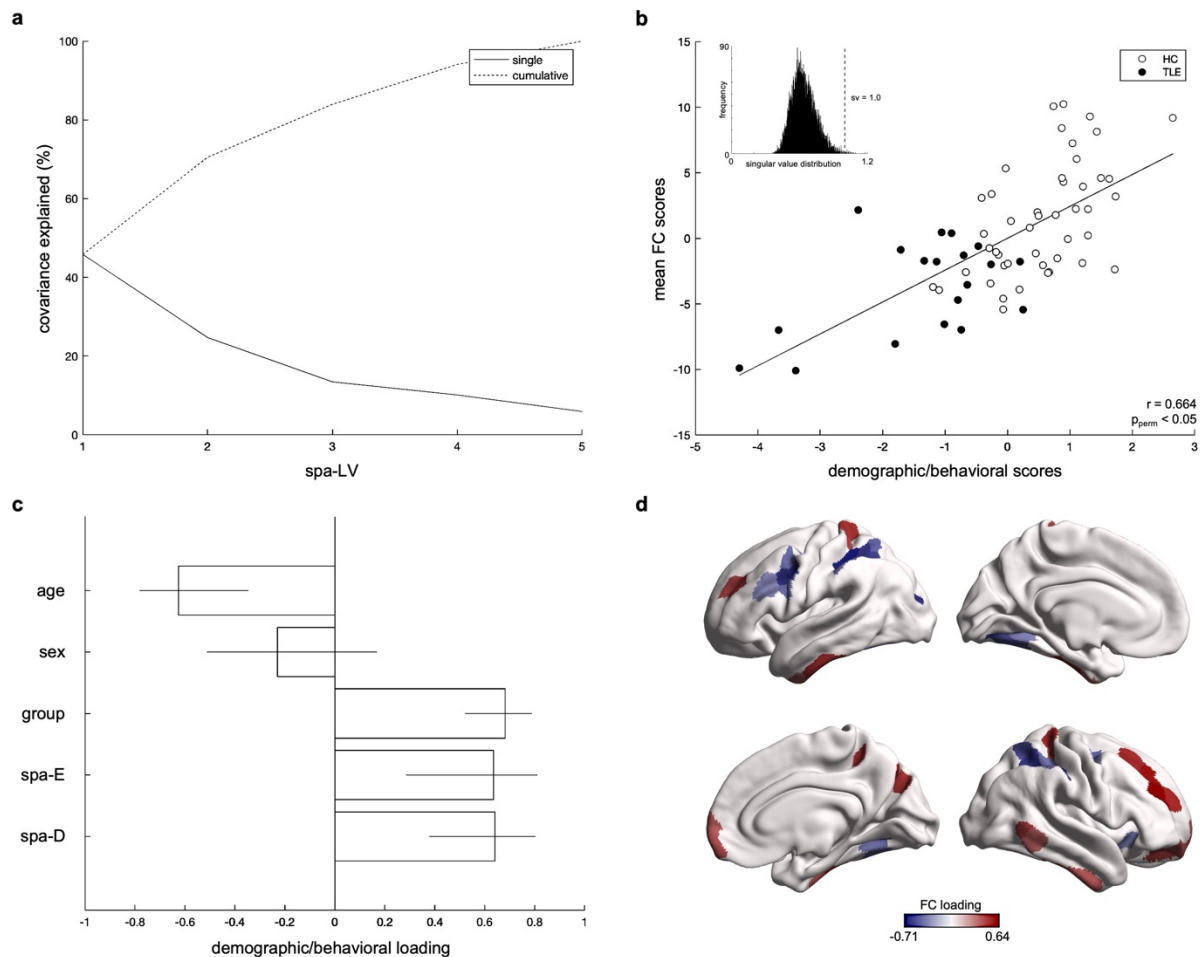 a
100
80
60
40
20
0
covariance explained (%)
single
cumulative
1 2 3 4 5
spa-LV
b
15
10
5
0
-5
-10
-15
mean FC scores
90
0
frequency
sv = 1.0
0 1.2
singular value distribution
HC
TLE
r = 0.664
pperm < 0.05
-5 -4 -3 -2 -1 0 1 2 3
demographic/behavioral scores
c
age
sex
group
spa-E
spa-D
-1 -0.8 -0.6 -0.4 -0.2 0 0.2 0.4 0.6 0.8 1
demographic/behavioral loading
d
FC loading
-0.71 0.64